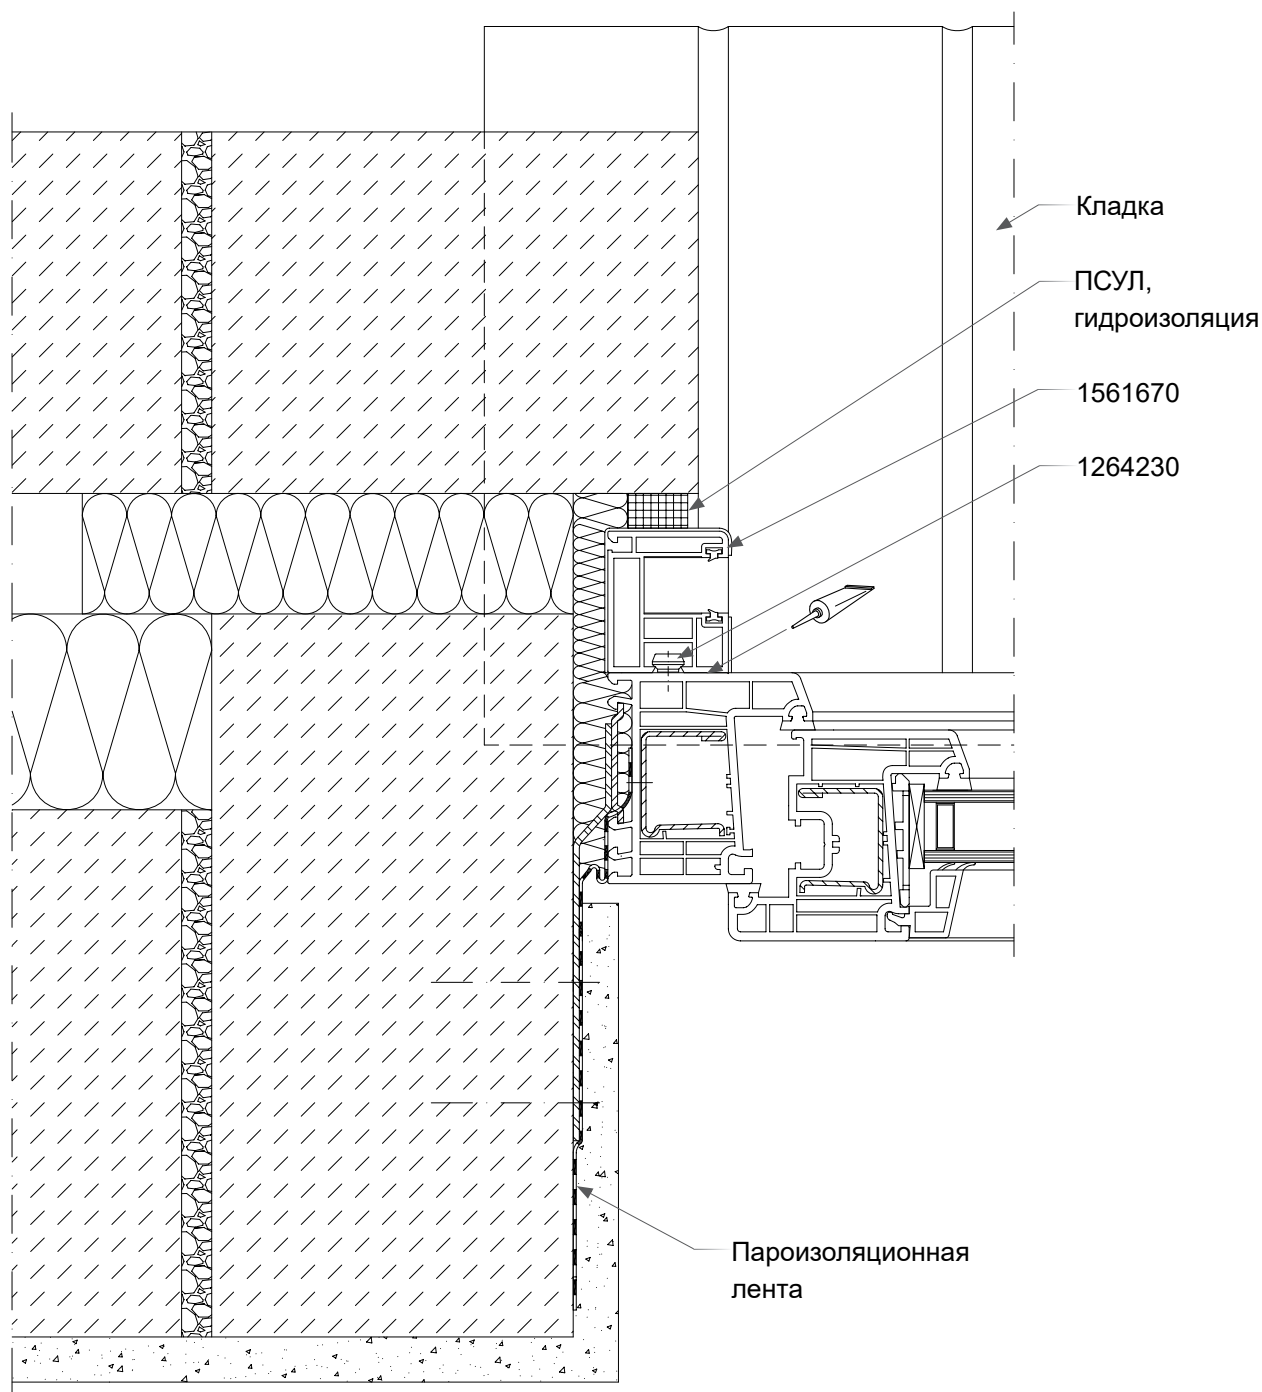 Кладка
ПСУЛ,
гидроизоляция
1561670
1264230
Пароизоляционная
лента